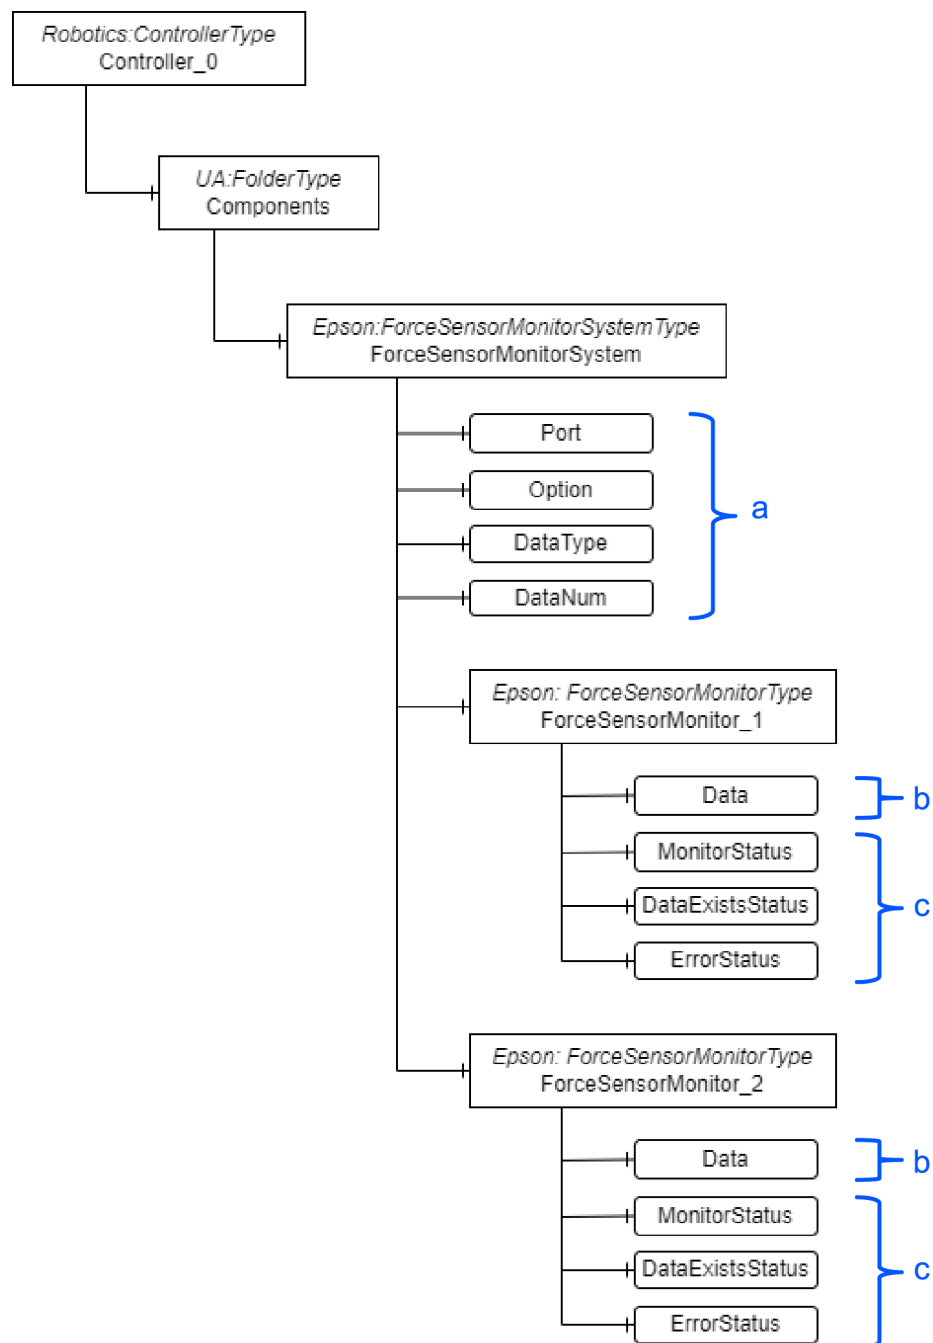 Robotics:ControllerType
Controller_0
UA:FolderType
Components
Epson:ForceSensorMonitorSystemType
ForceSensorMonitorSystem
Port
Option
DataType
DataNum
a
Epson: ForceSensorMonitorType
ForceSensorMonitor_1
Data
b
MonitorStatus
DataExistsStatus
c
ErrorStatus
Epson: ForceSensorMonitorType
ForceSensorMonitor_2
Data
b
MonitorStatus
DataExistsStatus
c
ErrorStatus